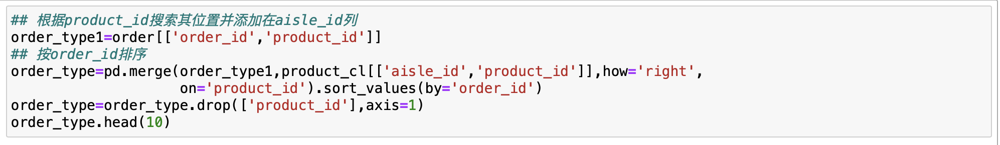 ## 根据product_id搜索其位置并添加在aisle_id列
order_type1=order[['order_id','product_id']]
## 按order_id排序
order_type=pd.merge(order_type1,product_cl[['aisle_id','product_id']],how='right',
                    on='product_id').sort_values(by='order_id')
order_type=order_type.drop(['product_id'],axis=1)
order_type.head(10)